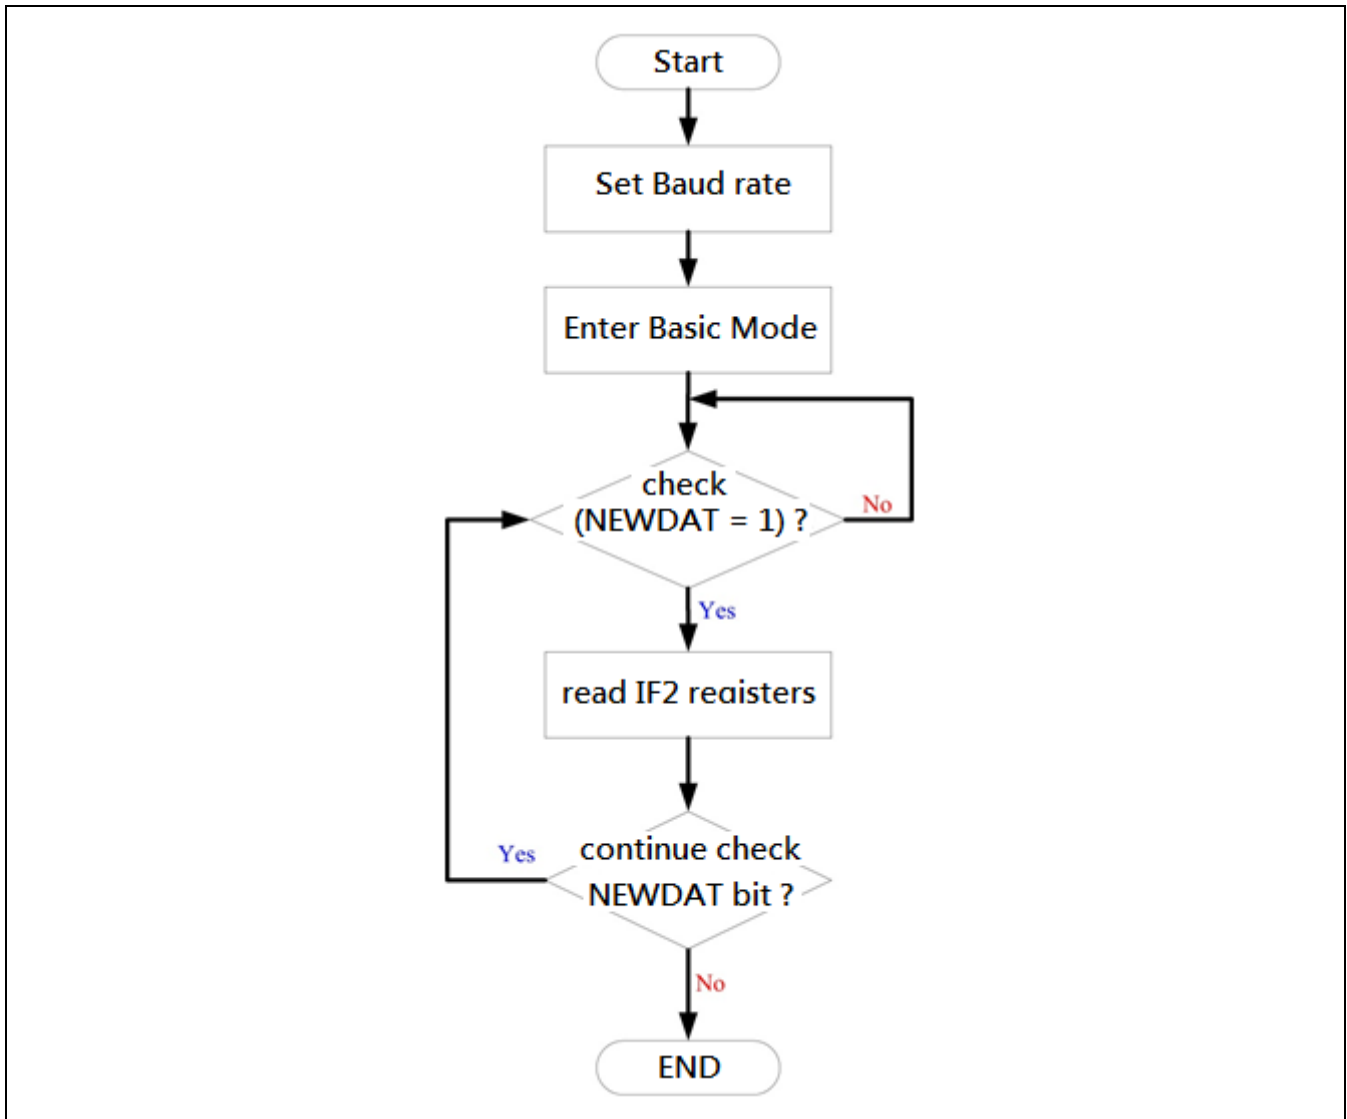 Start
Set Baud rate
Enter Basic Mode
check
(NEWDAT = 1) ?
No
Yes
read IF2 registers
continue check
NEWDAT bit ?
Yes
No
END